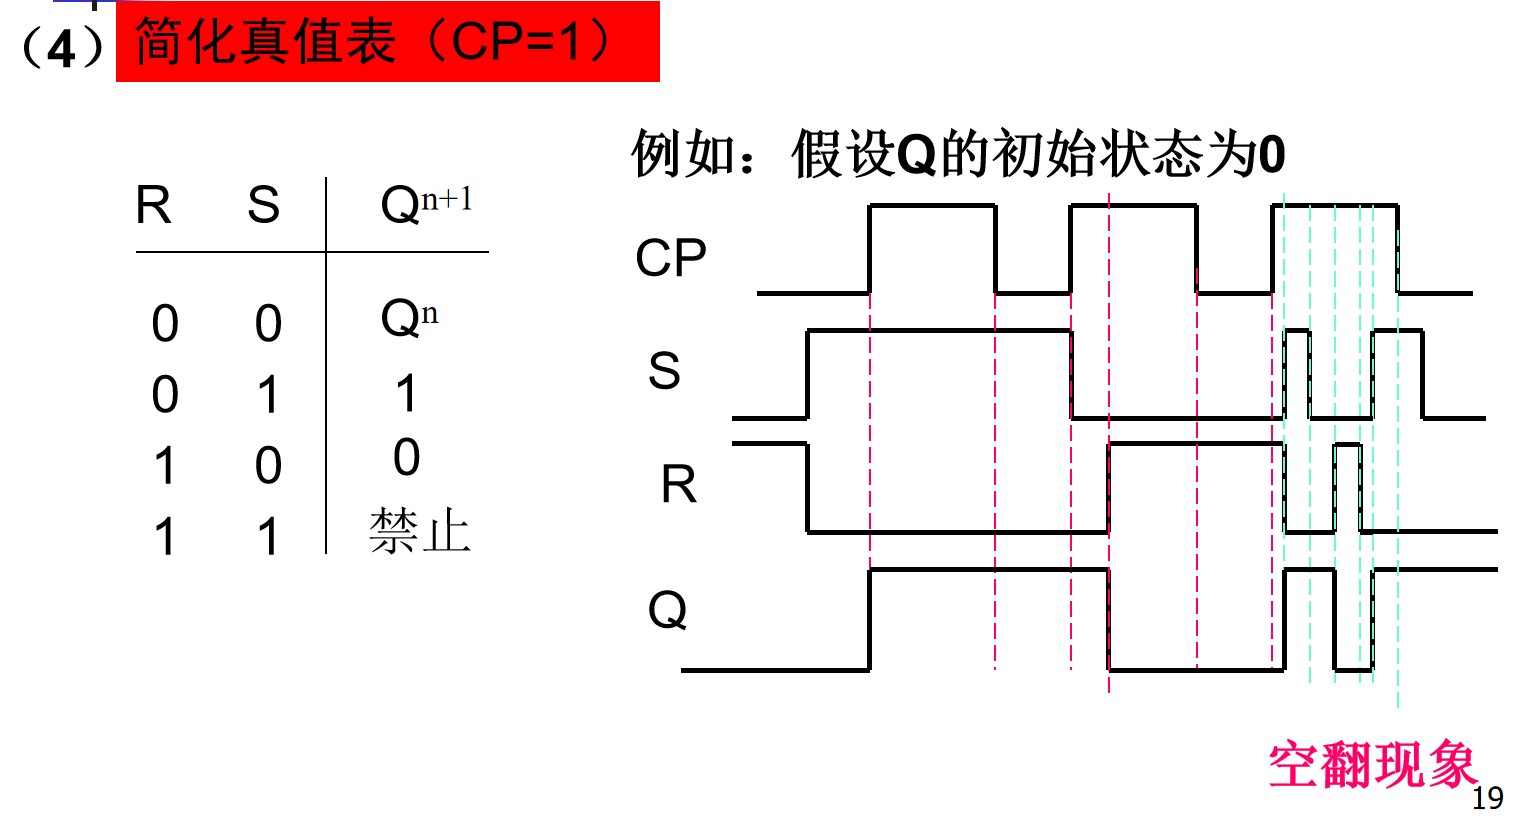 （4）简化真值表（CP=1）
例如：假设Q的初始状态为0
R S Qn+1
0 0 Qn
0 1 1
1 0 0
1 1 禁止
CP
S
R
Q
空翻现象
19